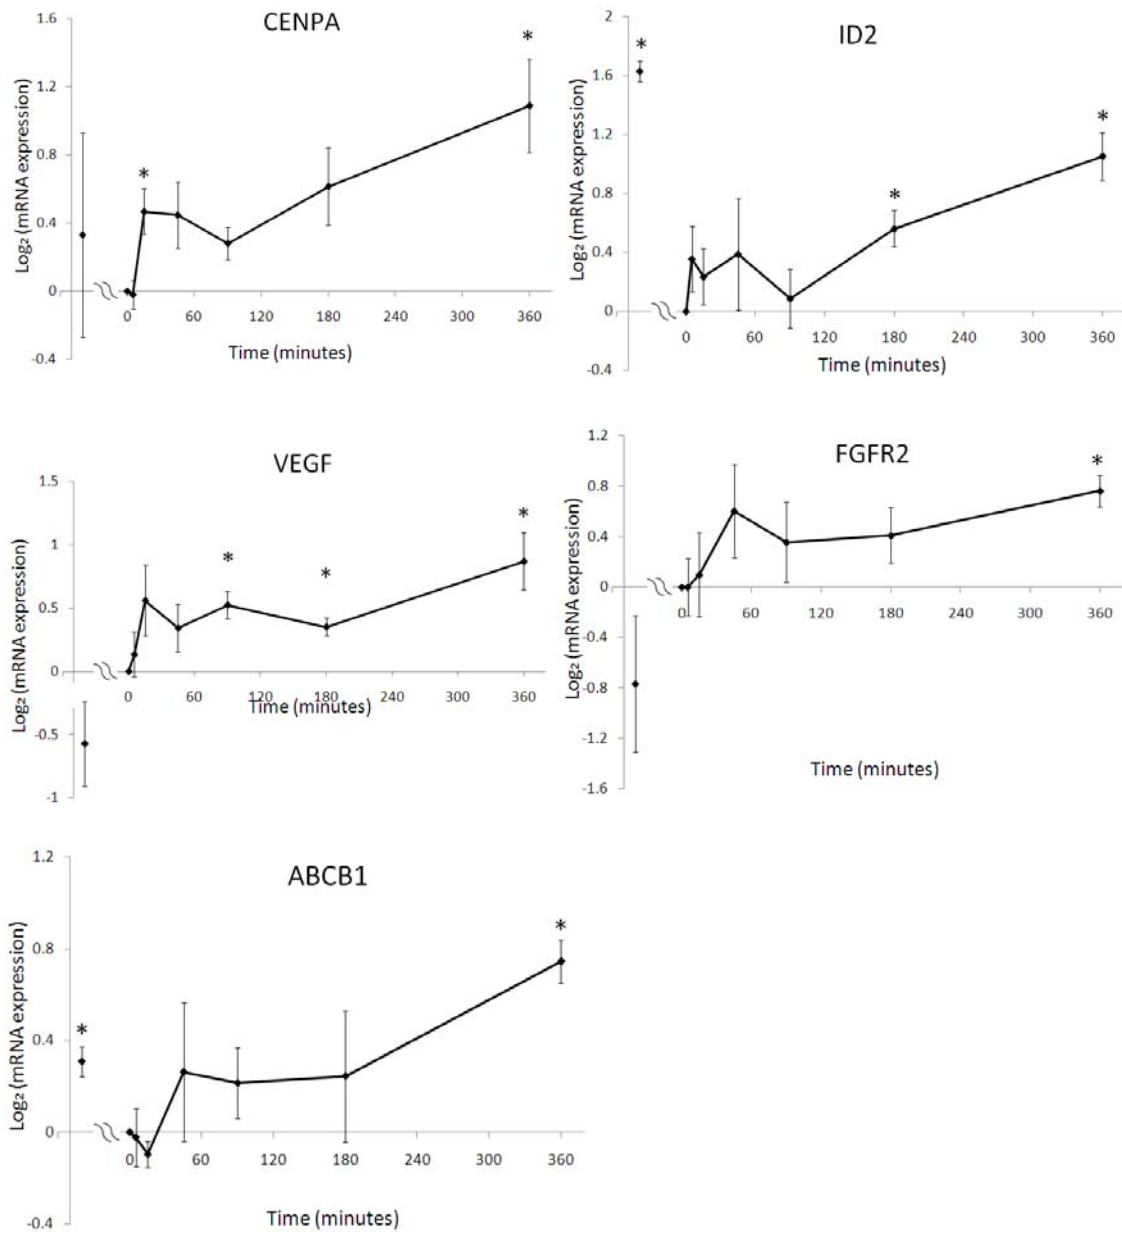 CENPA
Log₂ (mRNA expression)
1.6
1.2
0.8
0.4
0
-0.4
0 60 120 180 240 300 360
Time (minutes)
*
*
ID2
Log₂ (mRNA expression)
2
1.6
1.2
0.8
0.4
0
-0.4
0 60 120 180 240 300 360
Time (minutes)
*
*
*
VEGF
Log₂ (mRNA expression)
1.5
1
0.5
0
-0.5
-1
0 60 120 180 240 300 360
Time (minutes)
*
*
*
FGFR2
Log₂ (mRNA expression)
1.2
0.8
0.4
0
-0.4
-0.8
-1.2
-1.6
60 120 180 240 300 360
0
Time (minutes)
*
ABCB1
Log₂ (mRNA expression)
1.2
0.8
0.4
0
-0.4
0 60 120 180 240 300 360
Time (minutes)
*
*